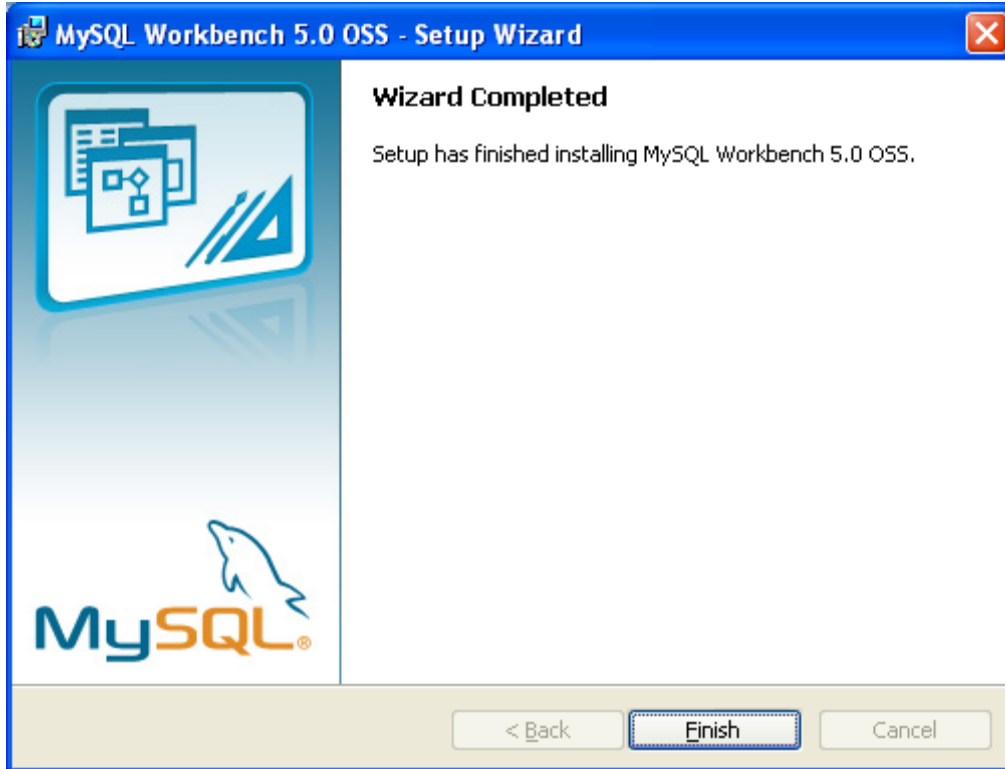 MySQL Workbench 5.0 OSS - Setup Wizard
Wizard Completed
Setup has finished installing MySQL Workbench 5.0 OSS.
MySQL®
< Back
Finish
Cancel